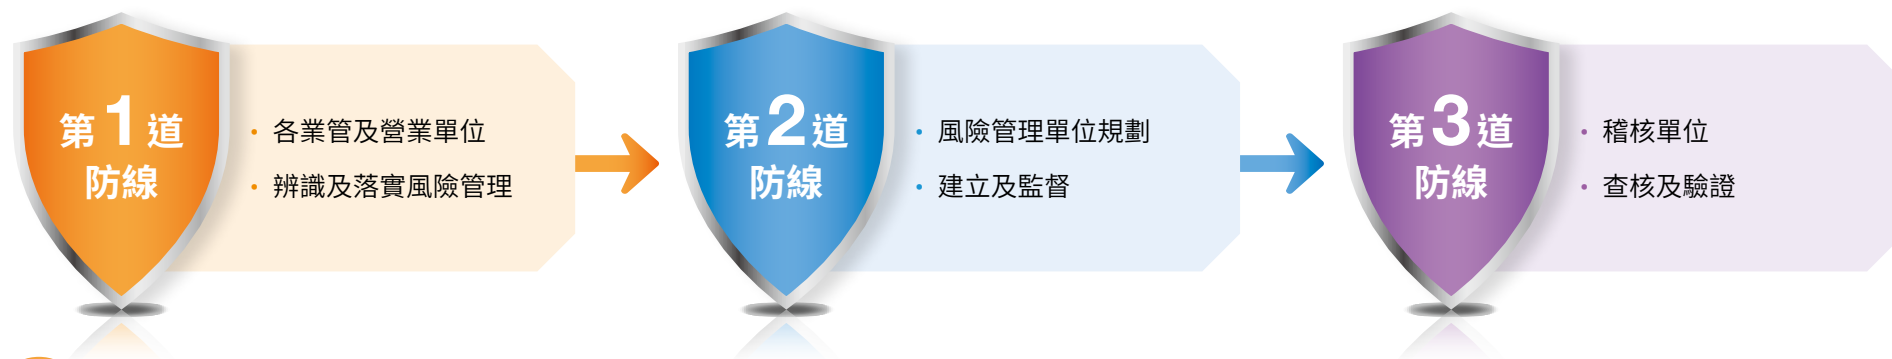 第1道
防線
• 各業管及營業單位
• 辨識及落實風險管理
第2道
防線
• 風險管理單位規劃
• 建立及監督
第3道
防線
• 稽核單位
• 查核及驗證